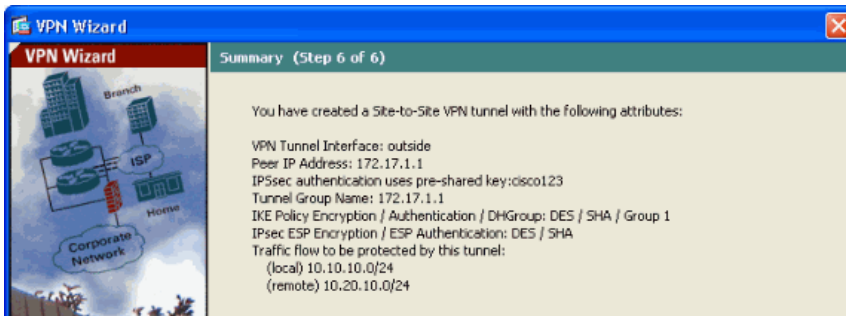 VPN Wizard
VPN Wizard
Summary (Step 6 of 6)
Branch
ISP
Home
Corporate
Network
You have created a Site-to-Site VPN tunnel with the following attributes:
VPN Tunnel Interface: outside
Peer IP Address: 172.17.1.1
IPSsec authentication uses pre-shared key:cisco123
Tunnel Group Name: 172.17.1.1
IKE Policy Encryption / Authentication / DHGroup: DES / SHA / Group 1
IPsec ESP Encryption / ESP Authentication: DES / SHA
Traffic flow to be protected by this tunnel:
(local) 10.10.10.0/24
(remote) 10.20.10.0/24